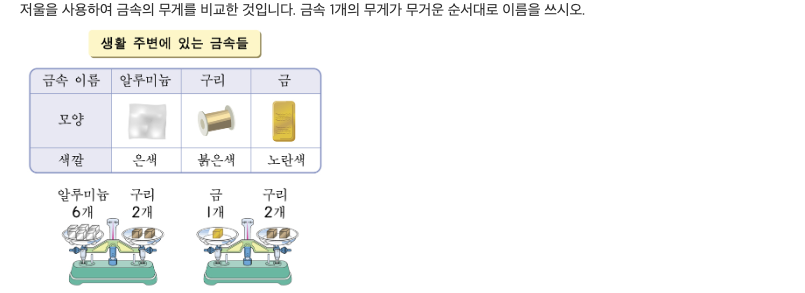 저울을 사용하여 금속의 무게를 비교한 것입니다. 금속 1개의 무게가 무거운 순서대로 이름을 쓰시오.
생활 주변에 있는 금속들
금속 이름 알루미늄 구리 금
모양
색깔 은색 붉은색 노란색
알루미늄 구리 금 구리
6개 2개 1개 2개